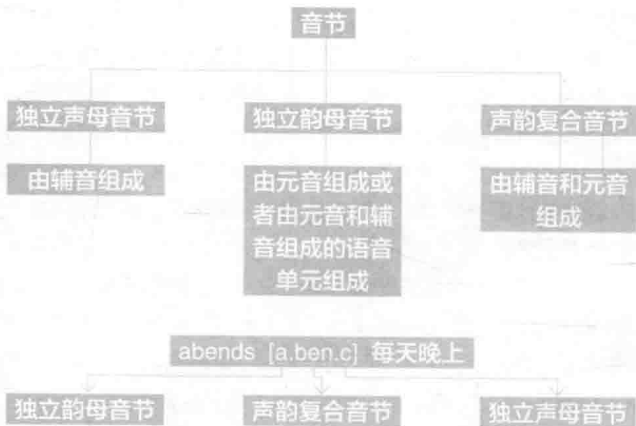 音节
独立声母音节 独立韵母音节 声韵复合音节
由辅音组成 由元音组成或 由辅音和元音
者由元音和辅 组成
音组成的语音
单元组成
abends [a.ben.c] 每天晚上
独立韵母音节 声韵复合音节 独立声母音节